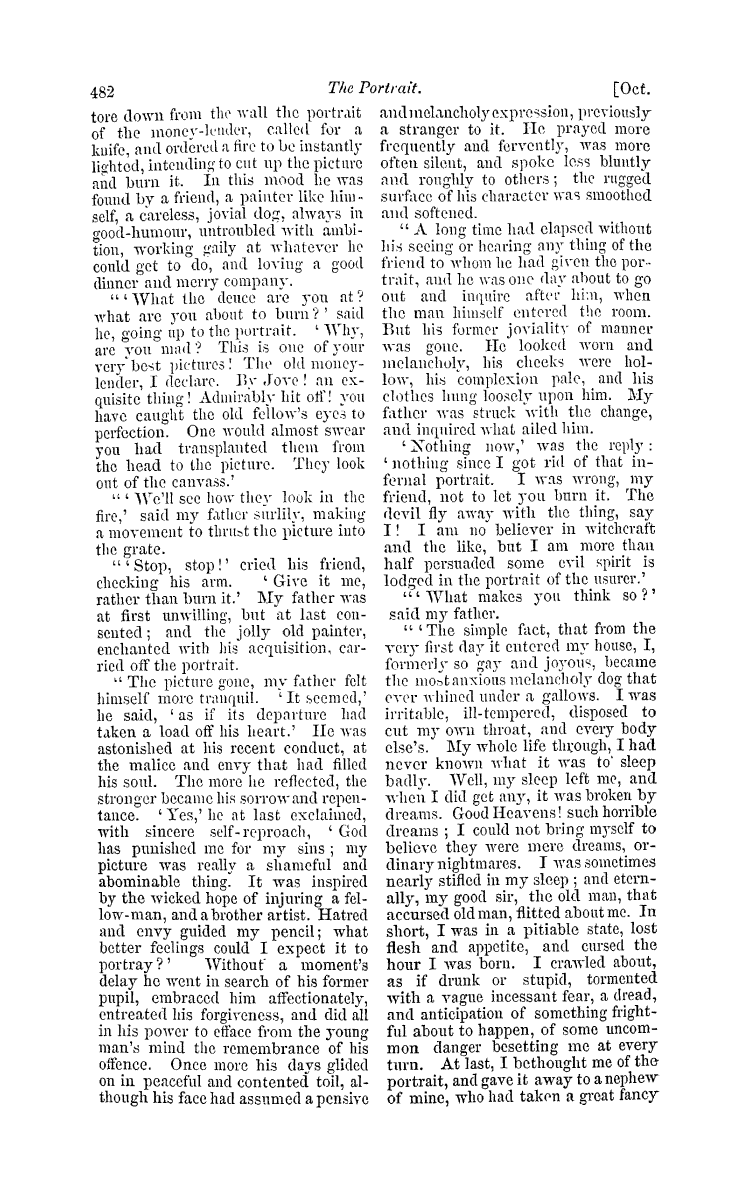 482
The Portrait.
[Oct.
tore down from the wall the portrait
of the money-lender, called for a
knife, and ordered a fire to be instantly
lighted, intending to cut up the picture
and burn it. In this mood he was
found by a friend, a painter like him-
self, a careless, jovial dog, always in
good-humour, untroubled with ambi-
tion, working gaily at whatever he
could get to do, and loving a good
dinner and merry company.
"'What the deuce are you at?
what are you about to burn?' said
he, going up to the portrait. 'Why,
are you mad? This is one of your
very best pictures! The old money-
lender, I declare. By Jove! an ex-
quisite thing! Admirably hit off! you
have caught the old fellow's eyes to
perfection. One would almost swear
you had transplanted them from
the head to the picture. They look
out of the canvass.'
"'We'll see how they look in the
fire,' said my father surlily, making
a movement to thrust the picture into
the grate.
"'Stop, stop!' cried his friend,
checking his arm. 'Give it me,
rather than burn it.' My father was
at first unwilling, but at last con-
sented; and the jolly old painter,
enchanted with his acquisition, car-
ried off the portrait.
"The picture gone, my father felt
himself more tranquil. 'It seemed,'
he said, 'as if its departure had
taken a load off his heart.' He was
astonished at his recent conduct, at
the malice and envy that had filled
his soul. The more he reflected, the
stronger became his sorrow and repen-
tance. 'Yes,' he at last exclaimed,
with sincere self-reproach, 'God
has punished me for my sins; my
picture was really a shameful and
abominable thing. It was inspired
by the wicked hope of injuring a fel-
low-man, and a brother artist. Hatred
and envy guided my pencil; what
better feelings could I expect it to
portray?' Without a moment's
delay he went in search of his former
pupil, embraced him affectionately,
entreated his forgiveness, and did all
in his power to efface from the young
man's mind the remembrance of his
offence. Once more his days glided
on in peaceful and contented toil, al-
though his face had assumed a pensive
and melancholy expression, previously
a stranger to it. He prayed more
frequently and fervently, was more
often silent, and spoke less bluntly
and roughly to others; the rugged
surface of his character was smoothed
and softened.
"A long time had elapsed without
his seeing or hearing any thing of the
friend to whom he had given the por-
trait, and he was one day about to go
out and inquire after him, when
the man himself entered the room.
But his former joviality of manner
was gone. He looked worn and
melancholy, his cheeks were hol-
low, his complexion pale, and his
clothes hung loosely upon him. My
father was struck with the change,
and inquired what ailed him.
'Nothing now,' was the reply:
'nothing since I got rid of that in-
fernal portrait. I was wrong, my
friend, not to let you burn it. The
devil fly away with the thing, say
I! I am no believer in witchcraft
and the like, but I am more than
half persuaded some evil spirit is
lodged in the portrait of the usurer.'
"'What makes you think so?'
said my father.
"'The simple fact, that from the
very first day it entered my house, I,
formerly so gay and joyous, became
the most anxious melancholy dog that
ever whined under a gallows. I was
irritable, ill-tempered, disposed to
cut my own throat, and every body
else's. My whole life through, I had
never known what it was to sleep
badly. Well, my sleep left me, and
when I did get any, it was broken by
dreams. Good Heavens! such horrible
dreams; I could not bring myself to
believe they were mere dreams, or-
dinary nightmares. I was sometimes
nearly stifled in my sleep; and etern-
ally, my good sir, the old man, that
accursed old man, flitted about me. In
short, I was in a pitiable state, lost
flesh and appetite, and cursed the
hour I was born. I crawled about,
as if drunk or stupid, tormented
with a vague incessant fear, a dread,
and anticipation of something fright-
ful about to happen, of some uncom-
mon danger besetting me at every
turn. At last, I bethought me of the
portrait, and gave it away to a nephew
of mine, who had taken a great fancy